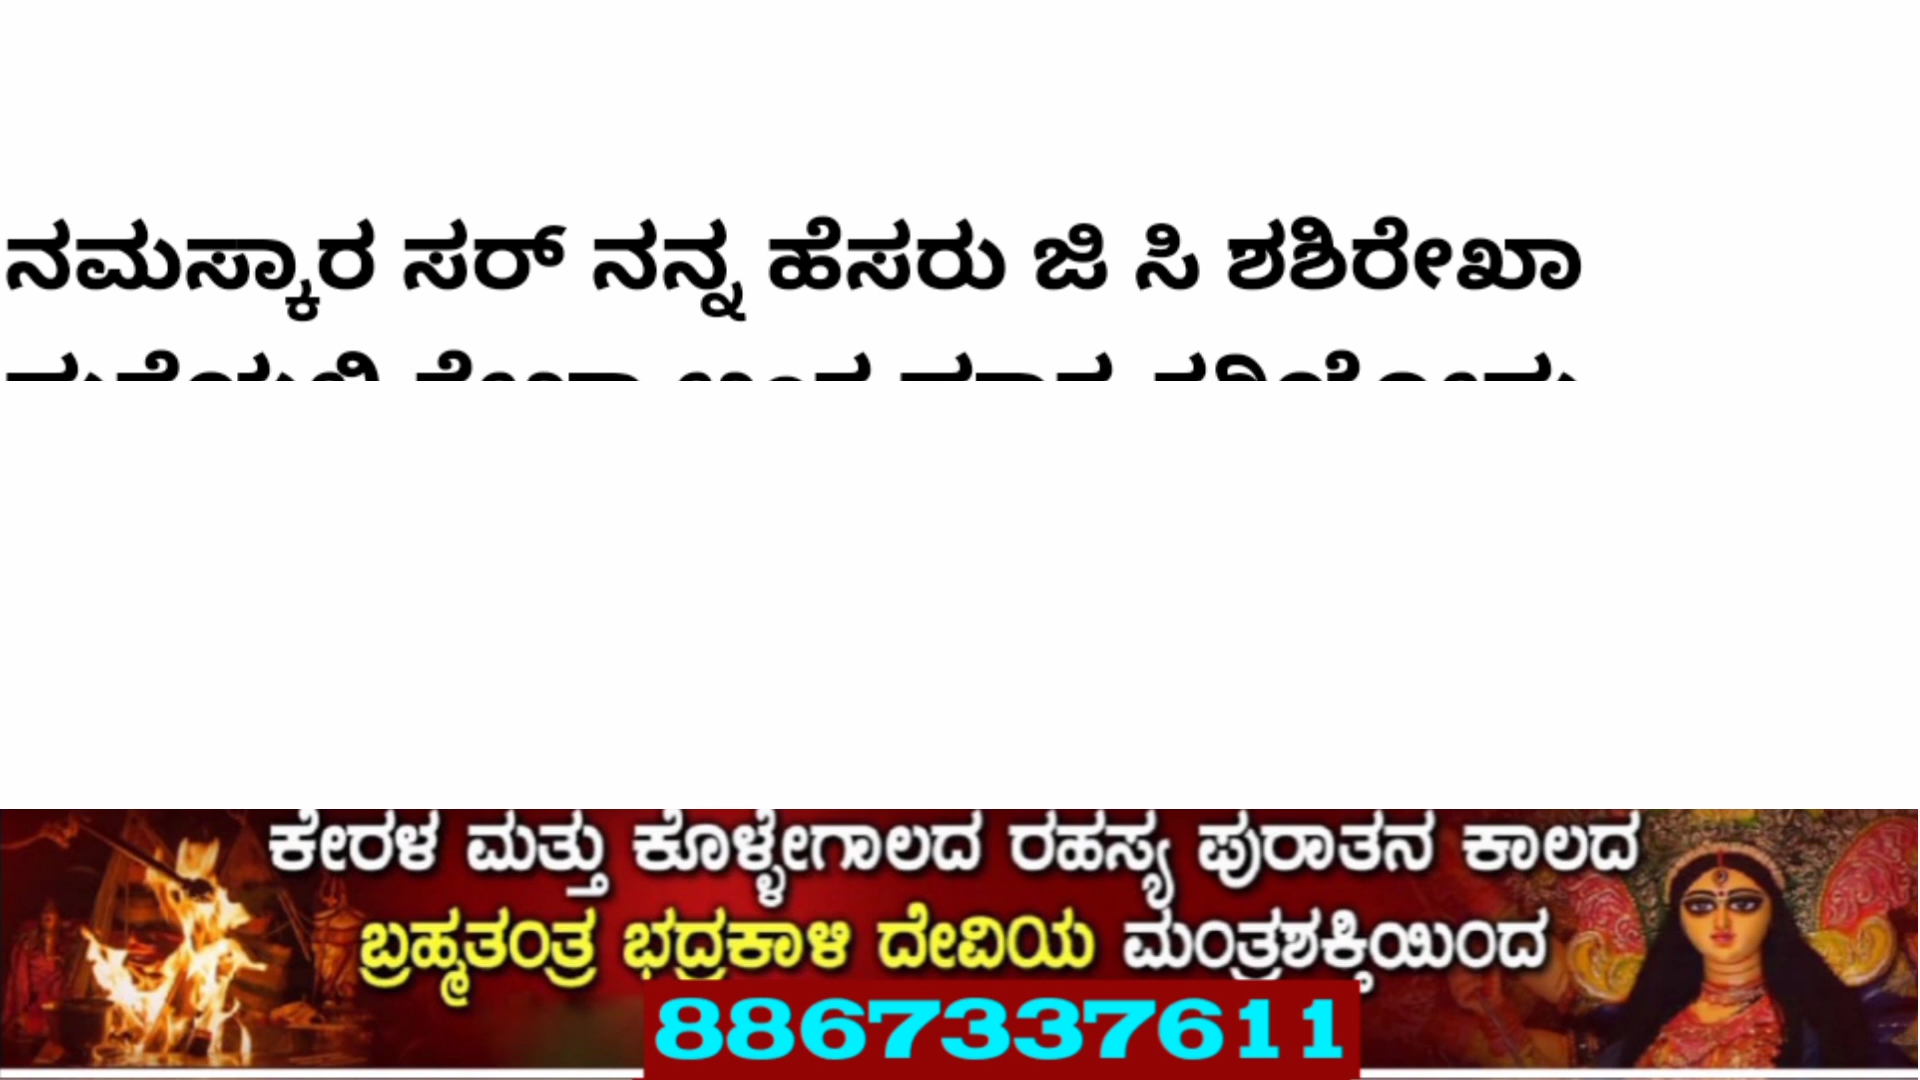 ನಮಸ್ಕಾರ ಸರ್ ನನ್ನ ಹೆಸರು ಜಿ ಸಿ ಶಶಿರೇಖಾ
ಕೇರಳ ಮತ್ತು ಕೊಳ್ಳೇಗಾಲದ ರಹಸ್ಯ ಪುರಾತನ ಕಾಲದ
ಬ್ರಹ್ಮತಂತ್ರ ಭದ್ರಕಾಳಿ ದೇವಿಯ ಮಂತ್ರಶಕ್ತಿಯಿಂದ
8867337611